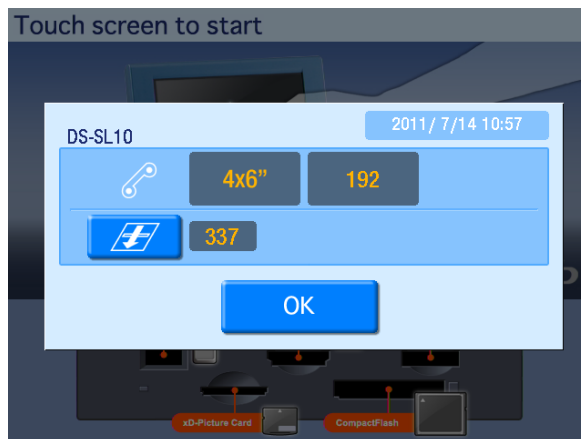 Touch screen to start
2011/ 7/14 10:57
DS-SL10
4x6” 192
337
OK
xD-Picture Card CompactFlash